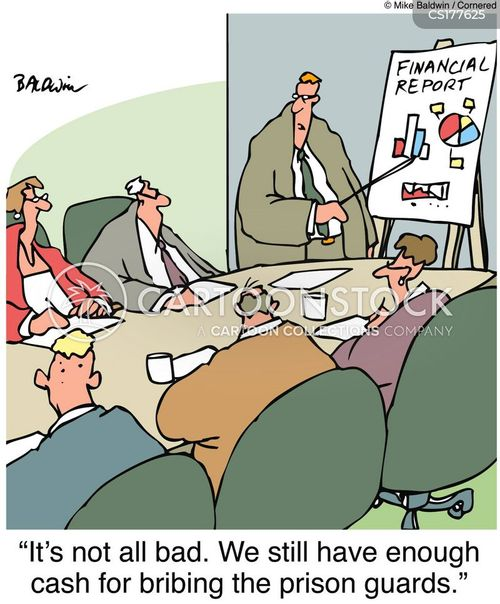 © Mike Baldwin / Cornered
CS177625
BALDWin
FINANCIAL
REPORT
CARTOONSTOCK
A CARTOON COLLECTIONS COMPANY
“It’s not all bad. We still have enough
cash for bribing the prison guards.”